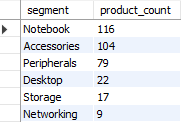 segment product_count
Notebook 116
Accessories 104
Peripherals 79
Desktop 22
Storage 17
Networking 9